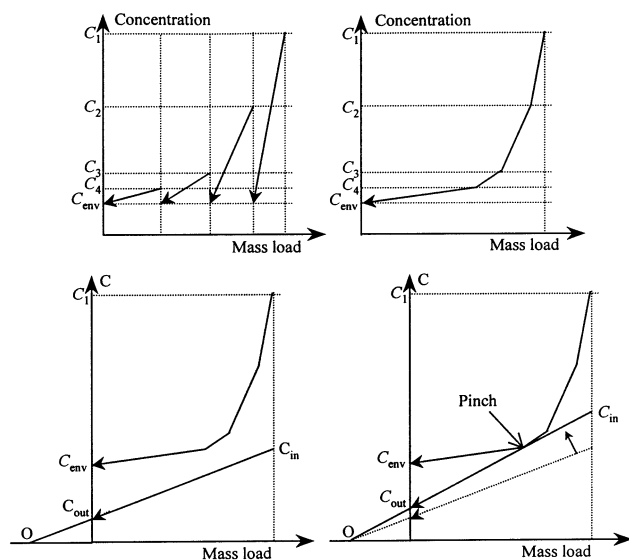 Concentration
C1
C2
C3
C4
Cenv
Mass load
Concentration
C1
C2
C3
C4
Cenv
Mass load
C
C1
Cenv
Cin
Cout
O
Mass load
C
C1
Pinch
Cin
Cenv
Cout
O
Mass load